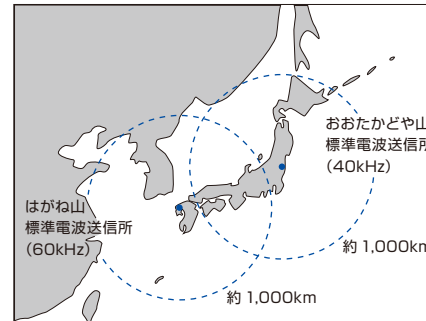 おおたかどや山
標準電波送信所
(40kHz)
はがね山
標準電波送信所
(60kHz)
約 1,000km
約 1,000km